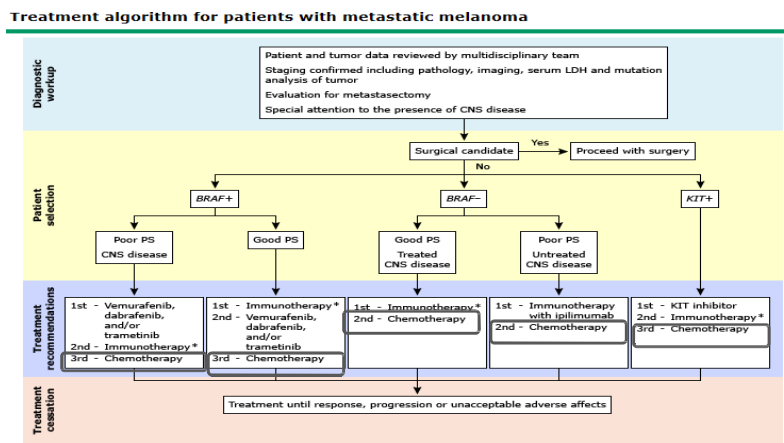 Treatment algorithm for patients with metastatic melanoma
Diagnostic
workup
Patient and tumor data reviewed by multidisciplinary team
Staging confirmed including pathology, imaging, serum LDH and mutation
analysis of tumor
Evaluation for metastasectomy
Special attention to the presence of CNS disease
Patient
selection
Surgical candidate
Yes
Proceed with surgery
No
BRAF+
BRAF−
KIT+
Poor PS
CNS disease
Good PS
Good PS
Treated
CNS disease
Poor PS
Untreated
CNS disease
Treatment
recommendations
1st - Vemurafenib,
dabrafenib,
and/or
trametinib
2nd - Immunotherapy*
3rd - Chemotherapy
1st - Immunotherapy*
2nd - Vemurafenib,
dabrafenib,
and/or
trametinib
3rd - Chemotherapy
1st - Immunotherapy*
2nd - Chemotherapy
1st - Immunotherapy
with ipilimumab
2nd - Chemotherapy
1st - KIT inhibitor
2nd - Immunotherapy*
3rd - Chemotherapy
Treatment
cessation
Treatment until response, progression or unacceptable adverse affects